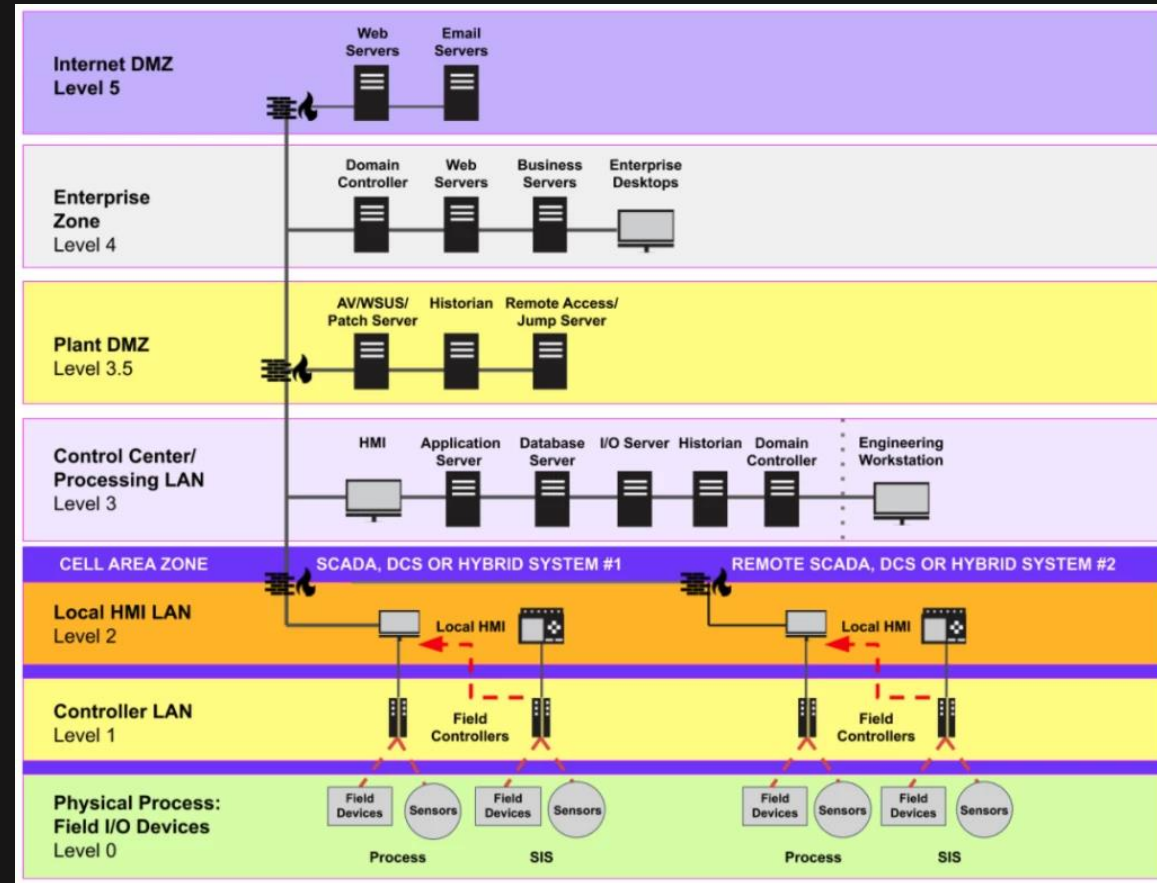 Web
Servers
Email
Servers
Internet DMZ
Level 5
Domain
Controller
Web
Servers
Business
Servers
Enterprise
Desktops
Enterprise
Zone
Level 4
AV/WSUS/
Patch Server
Historian
Remote Access/
Jump Server
Plant DMZ
Level 3.5
HMI
Application
Server
Database
Server
I/O Server
Historian
Domain
Controller
Engineering
Workstation
Control Center/
Processing LAN
Level 3
CELL AREA ZONE
SCADA, DCS OR HYBRID SYSTEM #1
REMOTE SCADA, DCS OR HYBRID SYSTEM #2
Local HMI LAN
Level 2
Local HMI
Local HMI
Controller LAN
Level 1
Field
Controllers
Field
Controllers
Physical Process:
Field I/O Devices
Level 0
Field
Devices
Sensors
Field
Devices
Sensors
Field
Devices
Sensors
Field
Devices
Sensors
Process
SIS
Process
SIS